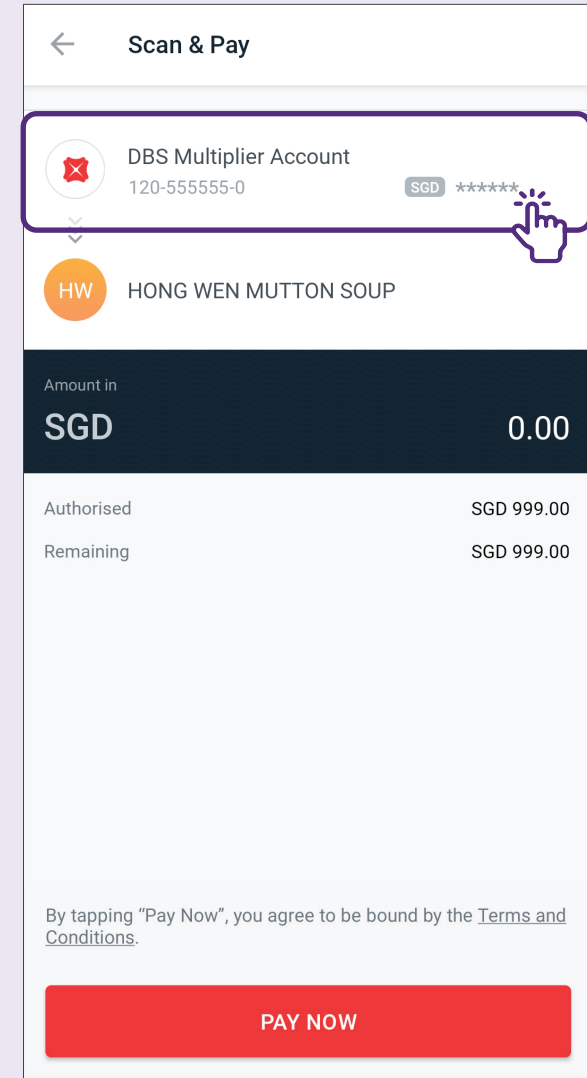 Scan & Pay
DBS Multiplier Account
120-555555-0
SGD ******
HW
HONG WEN MUTTON SOUP
Amount in
SGD 0.00
Authorised SGD 999.00
Remaining SGD 999.00
By tapping “Pay Now”, you agree to be bound by the Terms and
Conditions.
PAY NOW